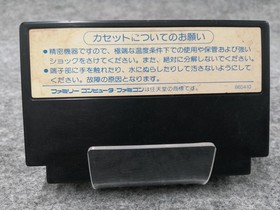 カセットについてのお願い
●精密機器ですので、極端な温度条件下での使用や保管および強い
ショックをさけてください。また、絶対に分解しないでください。
●端子部に手を触れたり、水にぬらしたりして汚さないようにして
ください。故障の原因となります。
ファミリーコンピュータ ファミコンは任天堂の商標です。